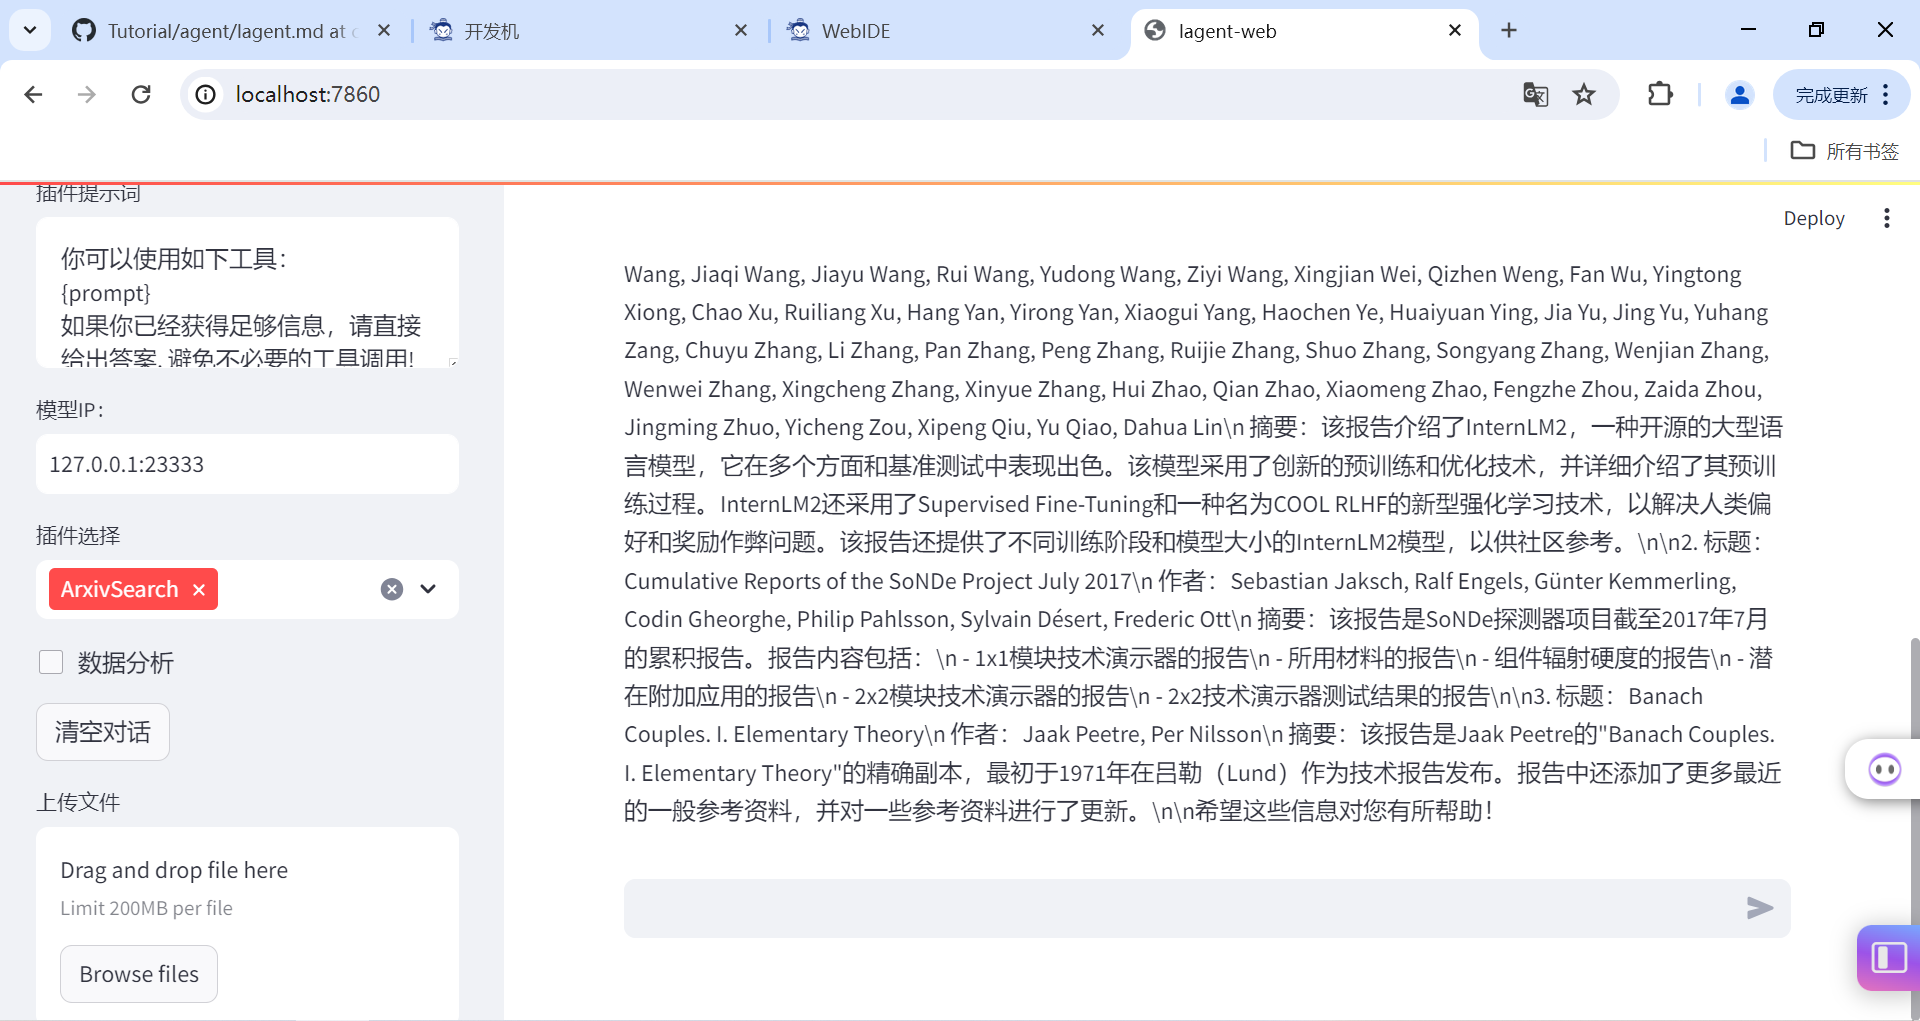 Tutorial/agent/lagent.md at c
开发机
WebIDE
lagent-web
localhost:7860
完成更新
所有书签
插件提示词
你可以使用如下工具：
{prompt}
如果你已经获得足够信息，请直接
给出答案. 避免不必要的工具调用!
模型IP：
127.0.0.1:23333
插件选择
ArxivSearch
数据分析
清空对话
上传文件
Drag and drop file here
Limit 200MB per file
Browse files
Deploy
Wang, Jiaqi Wang, Jiayu Wang, Rui Wang, Yudong Wang, Ziyi Wang, Xingjian Wei, Qizhen Weng, Fan Wu, Yingtong
Xiong, Chao Xu, Ruiliang Xu, Hang Yan, Yirong Yan, Xiaogui Yang, Haochen Ye, Huaiyuan Ying, Jia Yu, Jing Yu, Yuhang
Zang, Chuyu Zhang, Li Zhang, Pan Zhang, Peng Zhang, Ruijie Zhang, Shuo Zhang, Songyang Zhang, Wenjian Zhang,
Wenwei Zhang, Xingcheng Zhang, Xinyue Zhang, Hui Zhao, Qian Zhao, Xiaomeng Zhao, Fengzhe Zhou, Zaida Zhou,
Jingming Zhuo, Yicheng Zou, Xipeng Qiu, Yu Qiao, Dahua Lin\n 摘要：该报告介绍了InternLM2，一种开源的大型语
言模型，它在多个方面和基准测试中表现出色。该模型采用了创新的预训练和优化技术，并详细介绍了其预训
练过程。InternLM2还采用了Supervised Fine-Tuning和一种名为COOL RLHF的新型强化学习技术，以解决人类偏
好和奖励作弊问题。该报告还提供了不同训练阶段和模型大小的InternLM2模型，以供社区参考。\n\n2. 标题：
Cumulative Reports of the SoNDe Project July 2017\n 作者：Sebastian Jaksch, Ralf Engels, Günter Kemmerling,
Codin Gheorghe, Philip Pahlsson, Sylvain Désert, Frederic Ott\n 摘要：该报告是SoNDe探测器项目截至2017年7月
的累积报告。报告内容包括：\n - 1x1模块技术演示器的报告\n - 所用材料的报告\n - 组件辐射硬度的报告\n - 潜
在附加应用的报告\n - 2x2模块技术演示器的报告\n - 2x2技术演示器测试结果的报告\n\n3. 标题：Banach
Couples. I. Elementary Theory\n 作者：Jaak Peetre, Per Nilsson\n 摘要：该报告是Jaak Peetre的"Banach Couples.
I. Elementary Theory"的精确副本，最初于1971年在吕勒（Lund）作为技术报告发布。报告中还添加了更多最近
的一般参考资料，并对一些参考资料进行了更新。\n\n希望这些信息对您有所帮助！